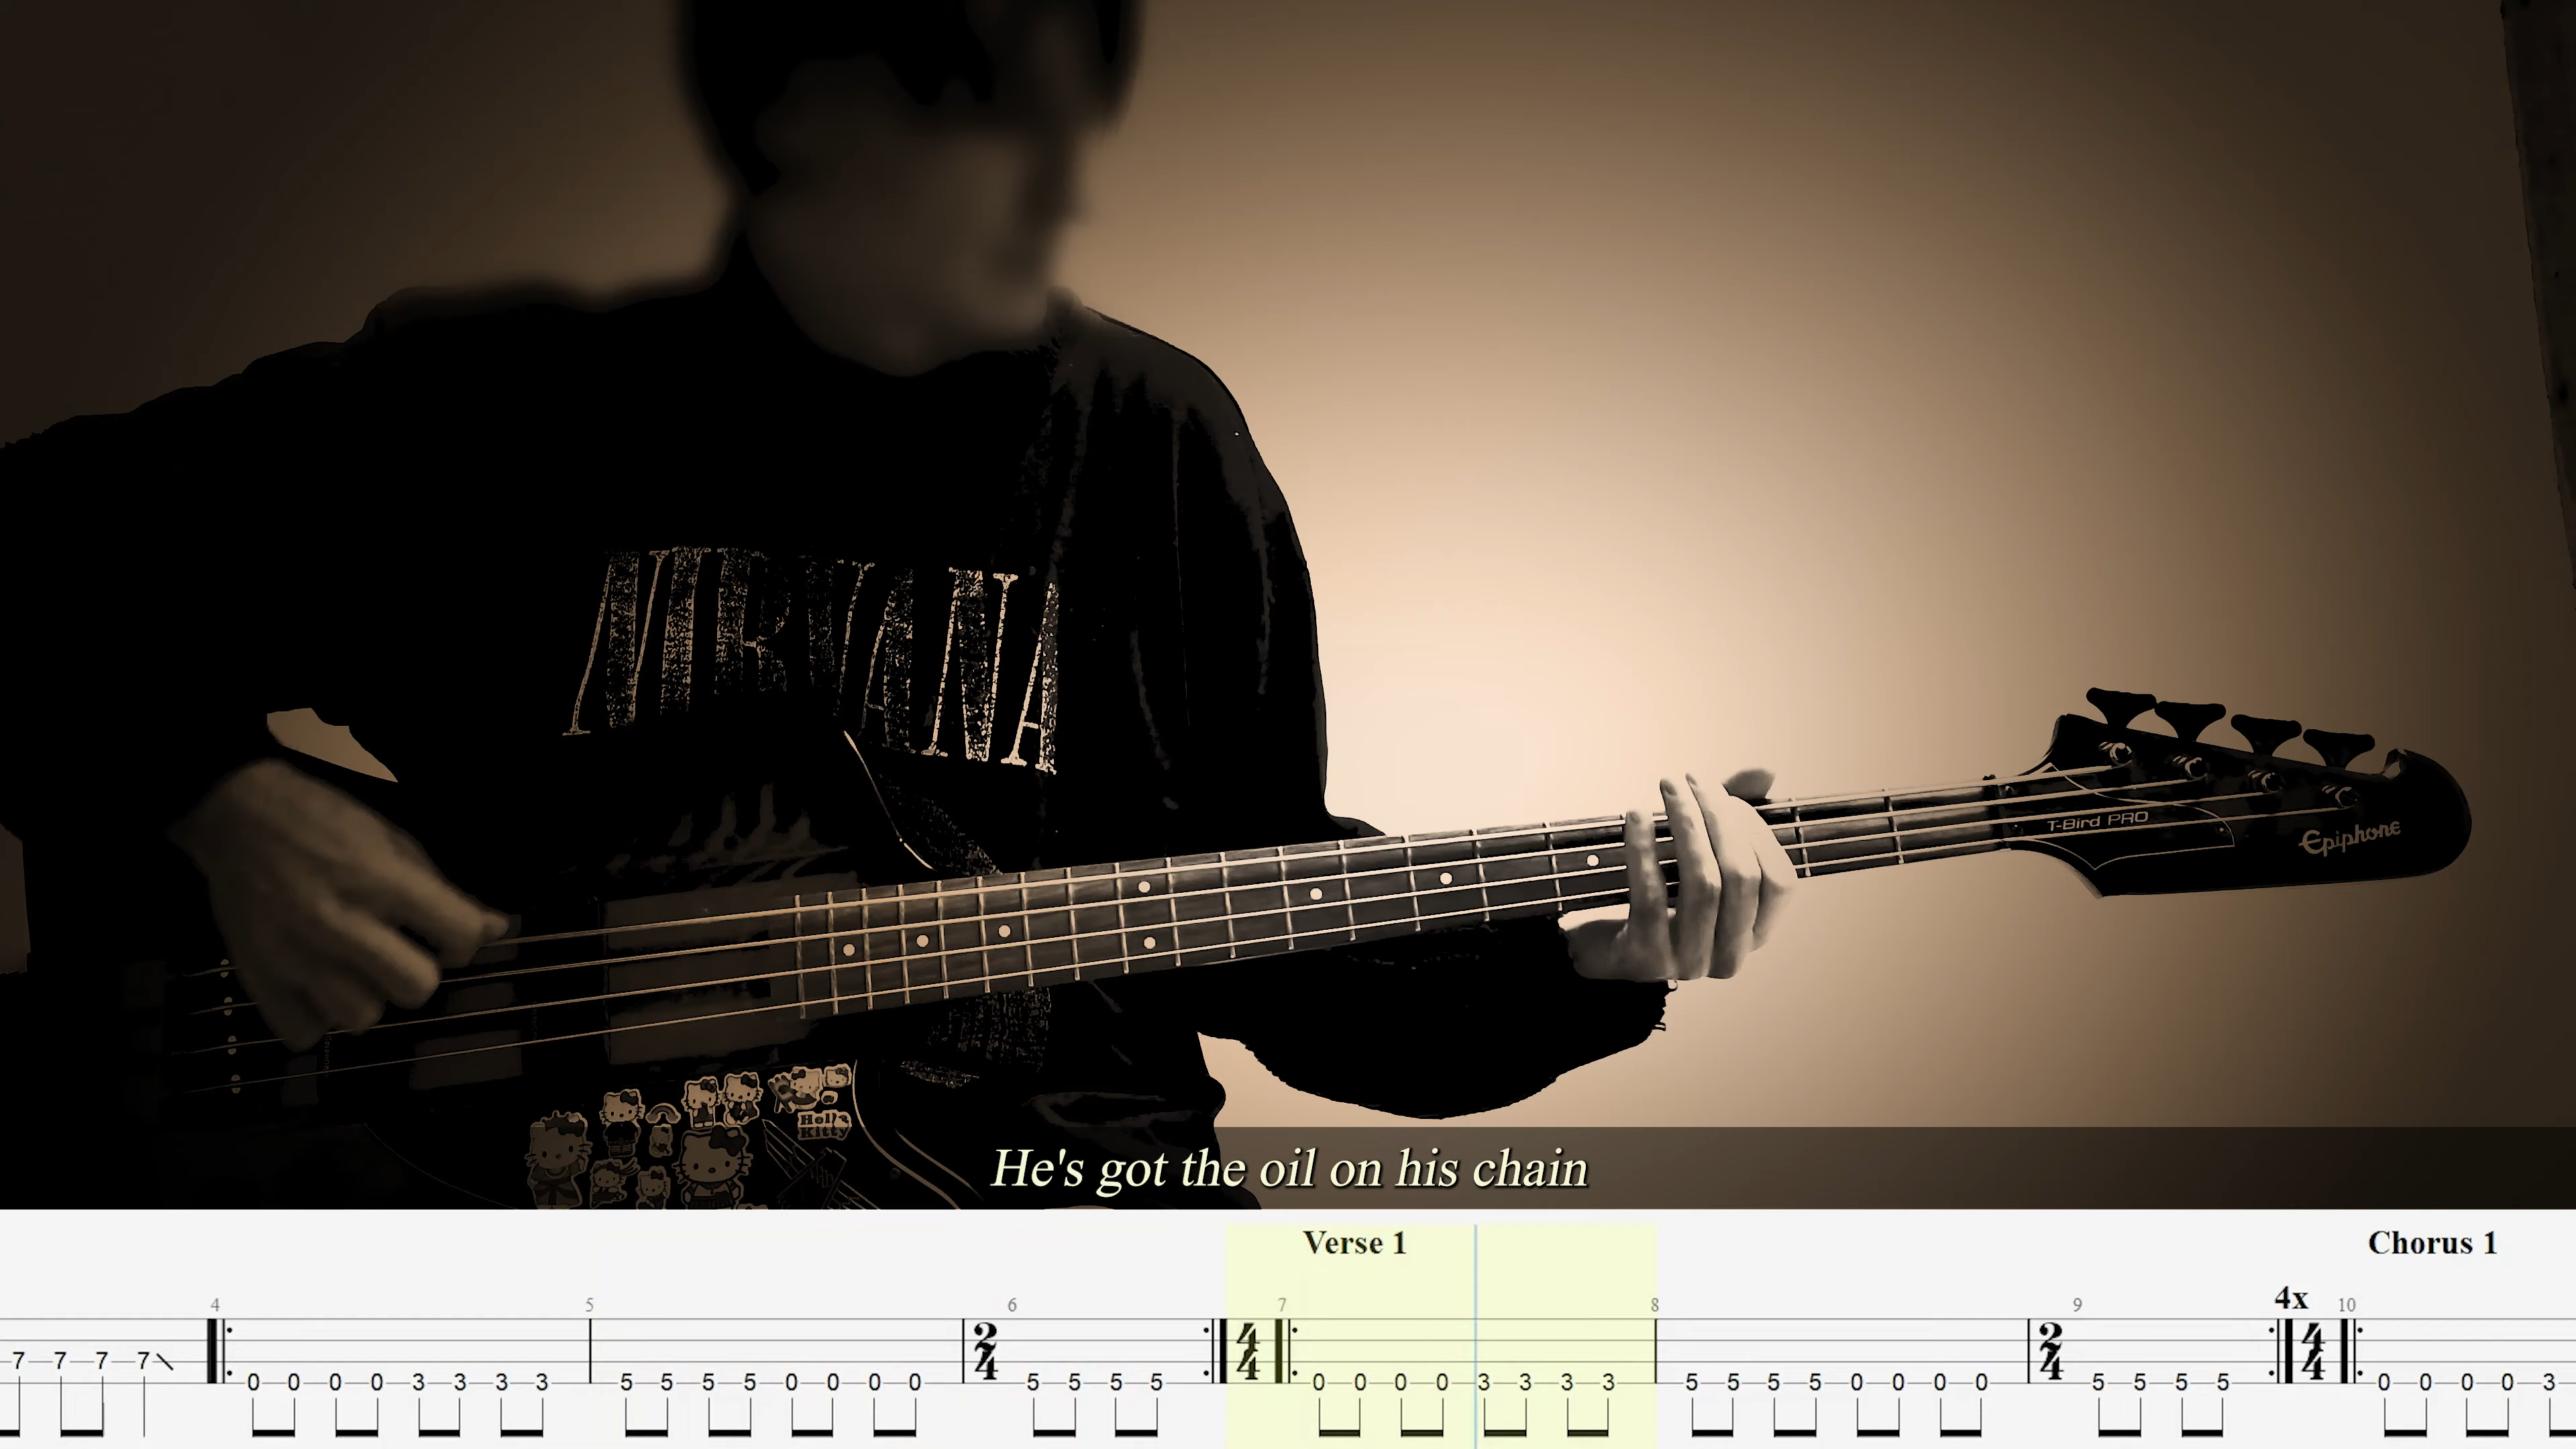 NIRVANA
T-Bird PRO
Epiphone
Hello
Kitty
He's got the oil on his chain
Verse 1
Chorus 1
4 5 6 7 8 9 4x 10
7 7 7 7 0 0 0 0 3 3 3 3 5 5 5 5 0 0 0 0 2/4 5 5 5 5 4/4 0 0 0 0 3 3 3 3 5 5 5 5 0 0 0 0 2/4 5 5 5 5 4/4 0 0 0 0 3